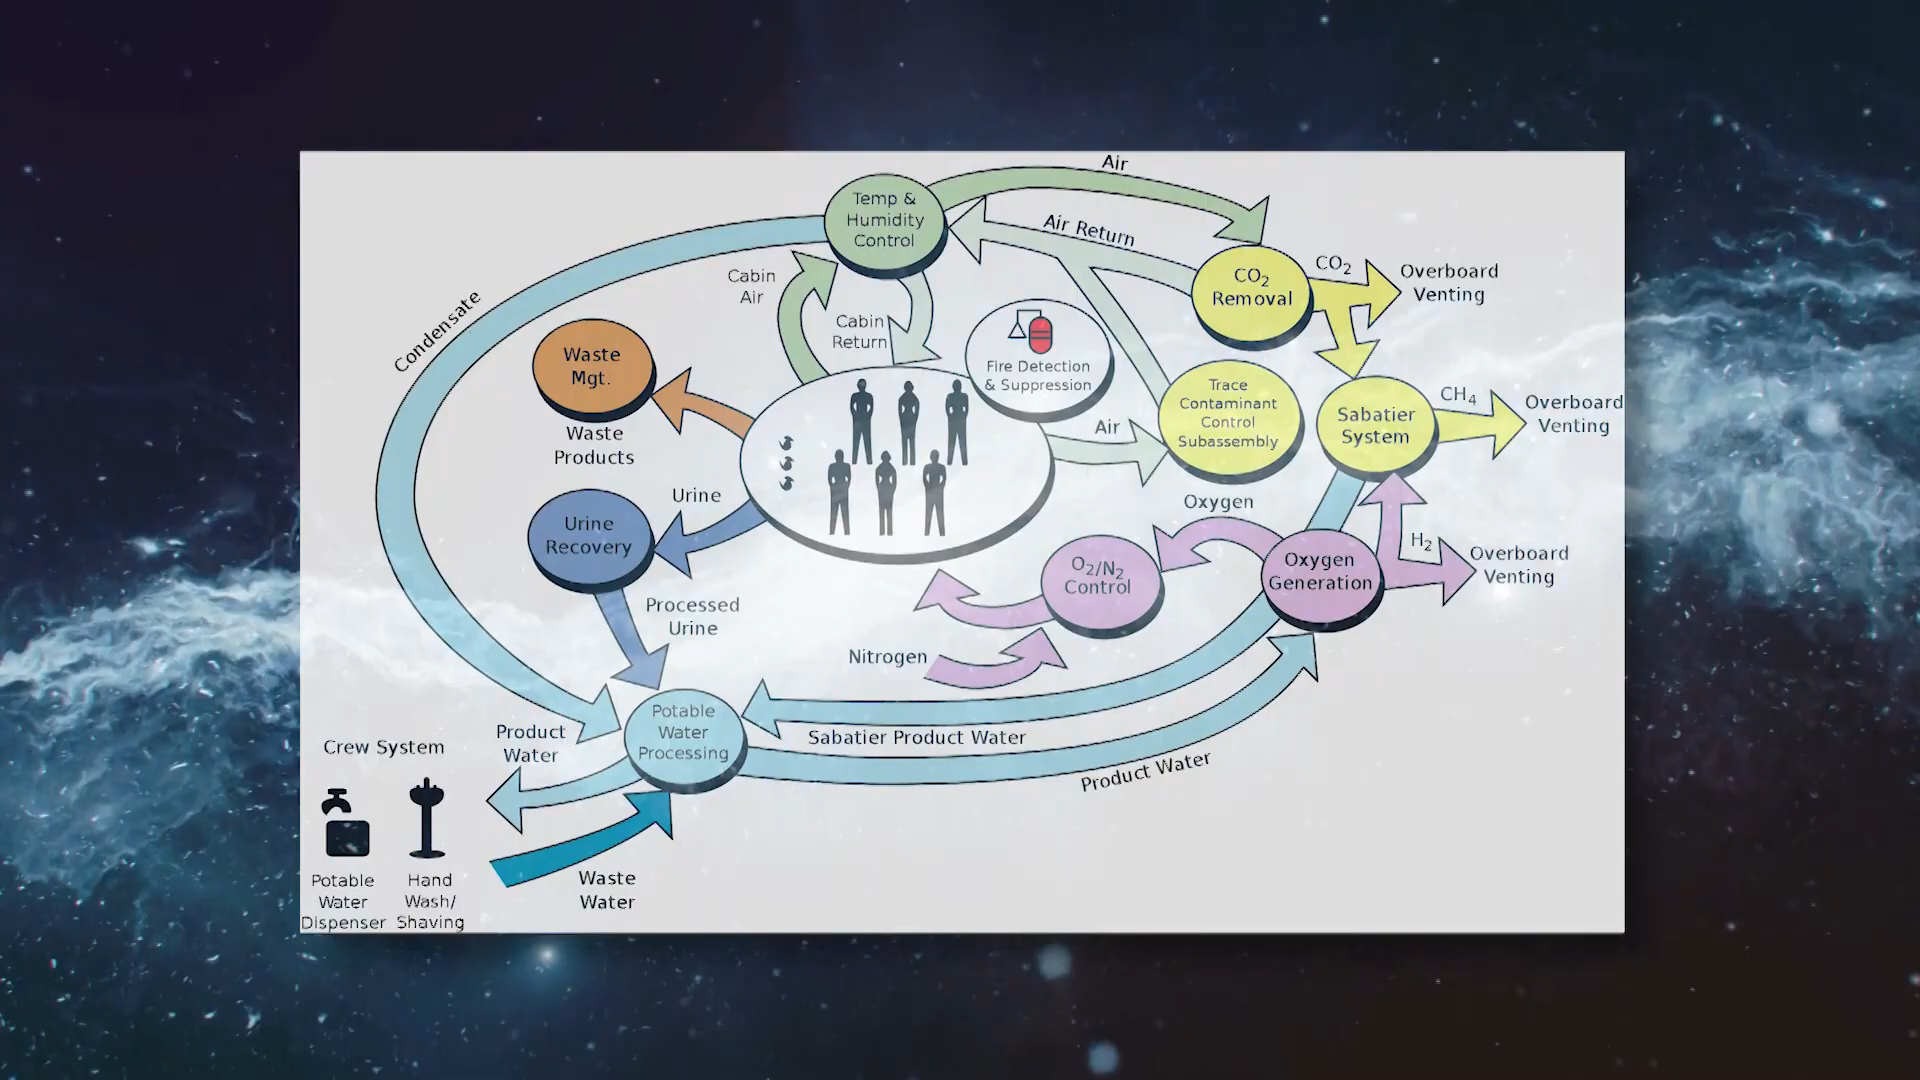 Air
Temp &
Humidity
Control
Air Return
CO2
Removal
CO2
Overboard
Venting
Cabin
Air
Cabin
Return
Condensate
Fire Detection
& Suppression
Waste
Mgt.
Waste
Products
Trace
Contaminant
Control
Subassembly
Air
Sabatier
System
CH4
Overboard
Venting
Urine
Urine
Recovery
Oxygen
O2/N2
Control
Oxygen
Generation
H2
Overboard
Venting
Processed
Urine
Nitrogen
Potable
Water
Processing
Sabatier Product Water
Product Water
Product
Water
Crew System
Waste
Water
Potable
Water
Dispenser
Hand
Wash/
Shaving